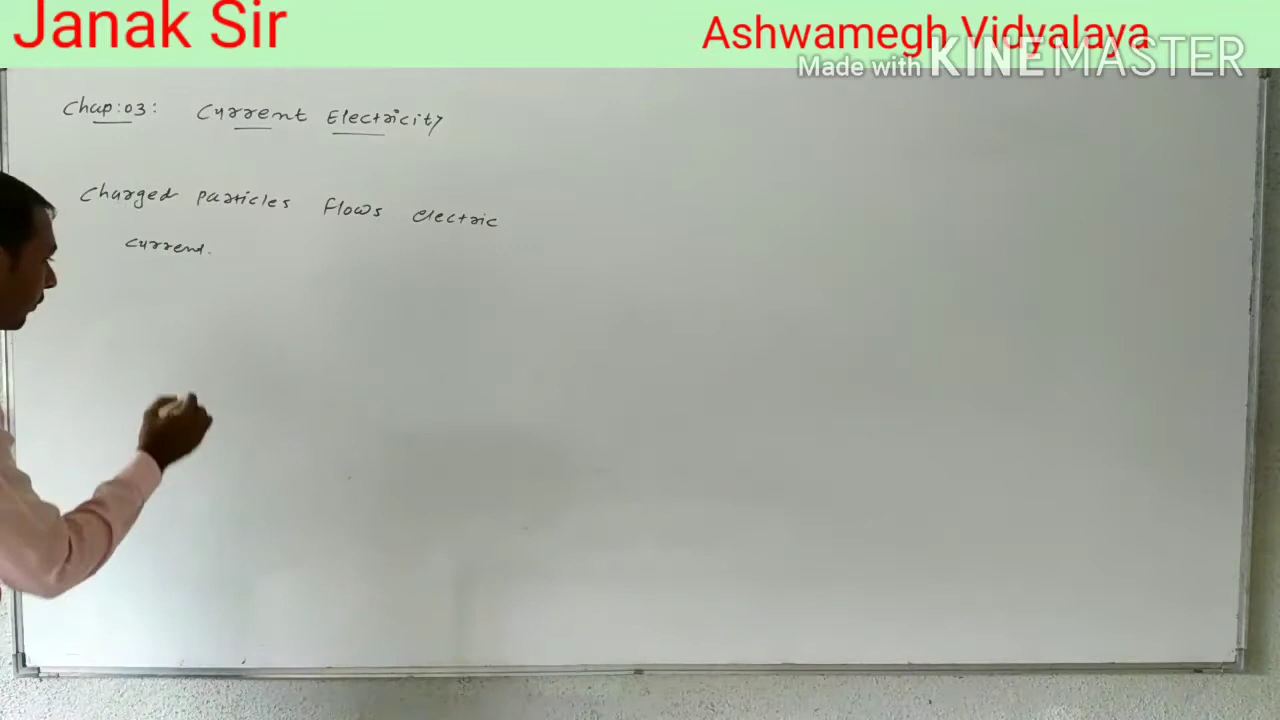 Janak Sir
Ashwamegh Vidyalaya
Made with KINEMASTER
Chap:03: Current Electricity
Charged particles flows electric
current.